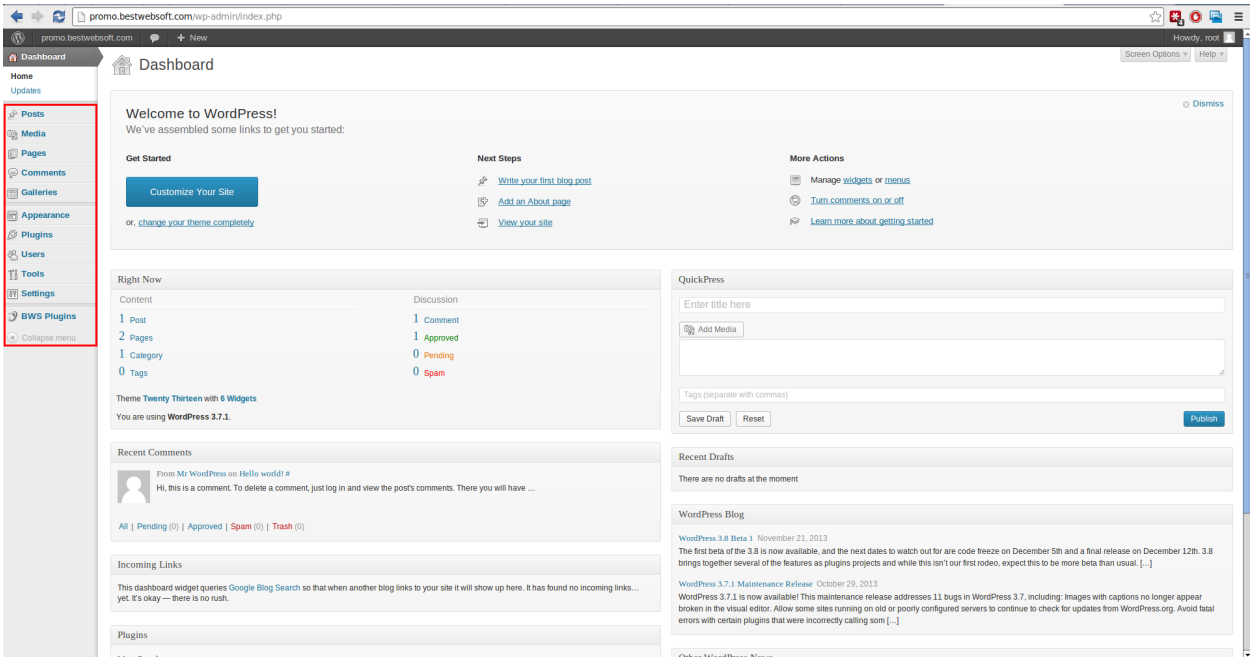 promo.bestwebsoft.com/wp-admin/index.php
promo.bestwebsoft.com + New Howdy, root
Dashboard
Home
Updates
Posts
Media
Pages
Comments
Galleries
Appearance
Plugins
Users
Tools
Settings
BWS Plugins
Collapse menu
Screen Options Help
Dashboard
Dismiss
Welcome to WordPress!
We've assembled some links to get you started:
Get Started
Customize Your Site
or, change your theme completely
Next Steps
Write your first blog post
Add an About page
View your site
More Actions
Manage widgets or menus
Turn comments on or off
Learn more about getting started
Right Now
Content
1 Post
2 Pages
1 Category
0 Tags
Discussion
1 Comment
1 Approved
0 Pending
0 Spam
Theme Twenty Thirteen with 6 Widgets
You are using WordPress 3.7.1.
Recent Comments
From Mr WordPress on Hello world! #
Hi, this is a comment. To delete a comment, just log in and view the post's comments. There you will have …
All | Pending (0) | Approved | Spam (0) | Trash (0)
Incoming Links
This dashboard widget queries Google Blog Search so that when another blog links to your site it will show up here. It has found no incoming links…
yet. It's okay — there is no rush.
Plugins
QuickPress
Enter title here
Add Media
Tags (separate with commas)
Save Draft Reset Publish
Recent Drafts
There are no drafts at the moment
WordPress Blog
WordPress 3.8 Beta 1 November 21, 2013
The first beta of the 3.8 is now available, and the next dates to watch out for are code freeze on December 5th and a final release on December 12th. 3.8
brings together several of the features as plugins projects and while this isn't our first rodeo, expect this to be more beta than usual. […]
WordPress 3.7.1 Maintenance Release October 29, 2013
WordPress 3.7.1 is now available! This maintenance release addresses 11 bugs in WordPress 3.7, including: Images with captions no longer appear
broken in the visual editor. Allow some sites running on old or poorly configured servers to continue to check for updates from WordPress.org. Avoid fatal
errors with certain plugins that were incorrectly calling som […]